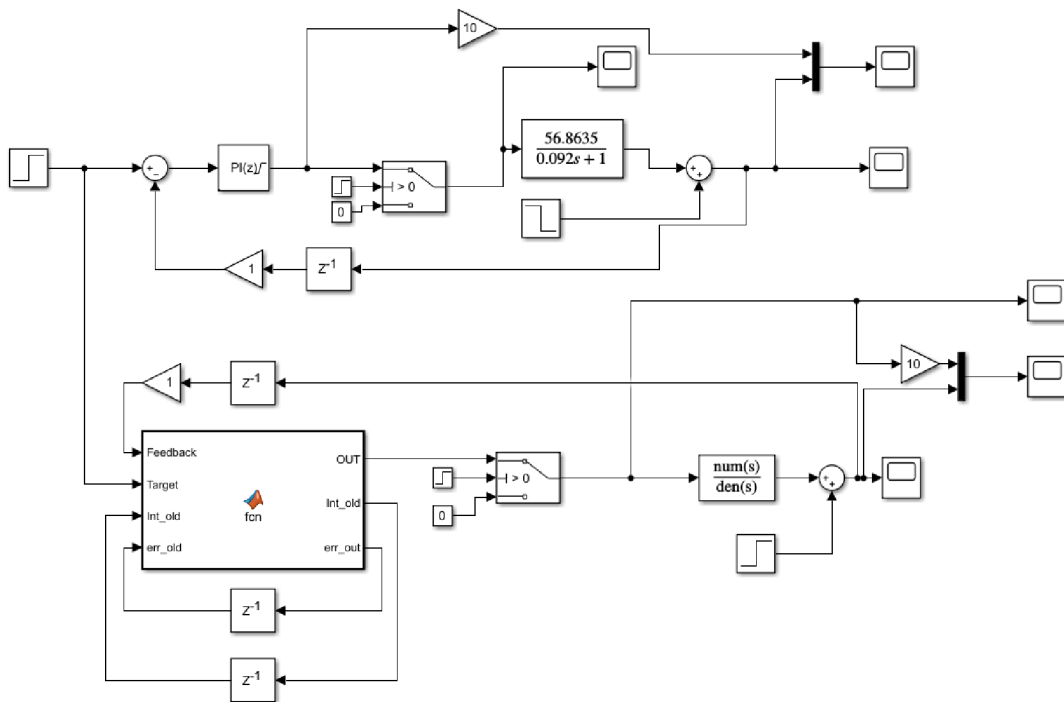 10
56.8635
0.092s + 1
+
−
PI(z)
> 0
0
+
+
1
Z-1
10
1
Z-1
Feedback
Target
Int_old
err_old
fcn
OUT
Int_old
err_out
> 0
0
num(s)
den(s)
+
+
Z-1
Z-1